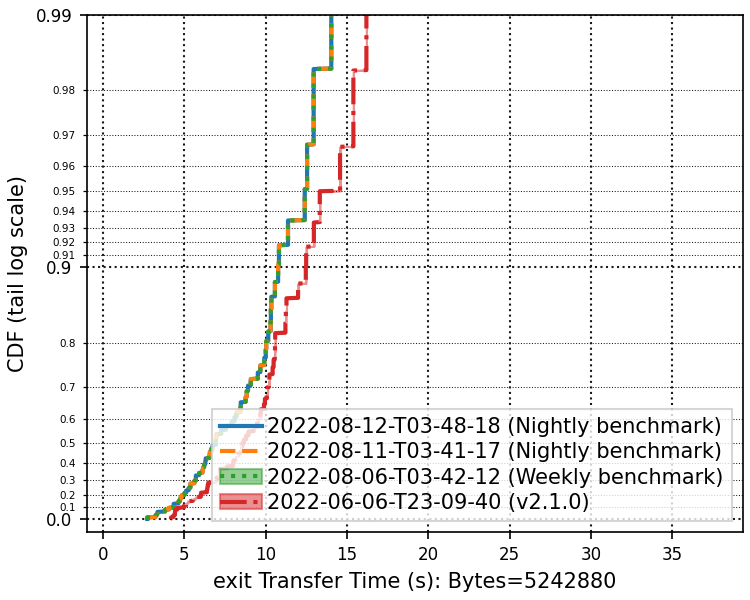 0.99
0.98
0.97
0.96
0.95
0.94
0.93
0.92
0.91
0.9
0.8
0.7
0.6
0.5
0.4
0.3
0.2
0.1
0.0
CDF (tail log scale)
2022-08-12-T03-48-18 (Nightly benchmark)
2022-08-11-T03-41-17 (Nightly benchmark)
2022-08-06-T03-42-12 (Weekly benchmark)
2022-06-06-T23-09-40 (v2.1.0)
0 5 10 15 20 25 30 35
exit Transfer Time (s): Bytes=5242880